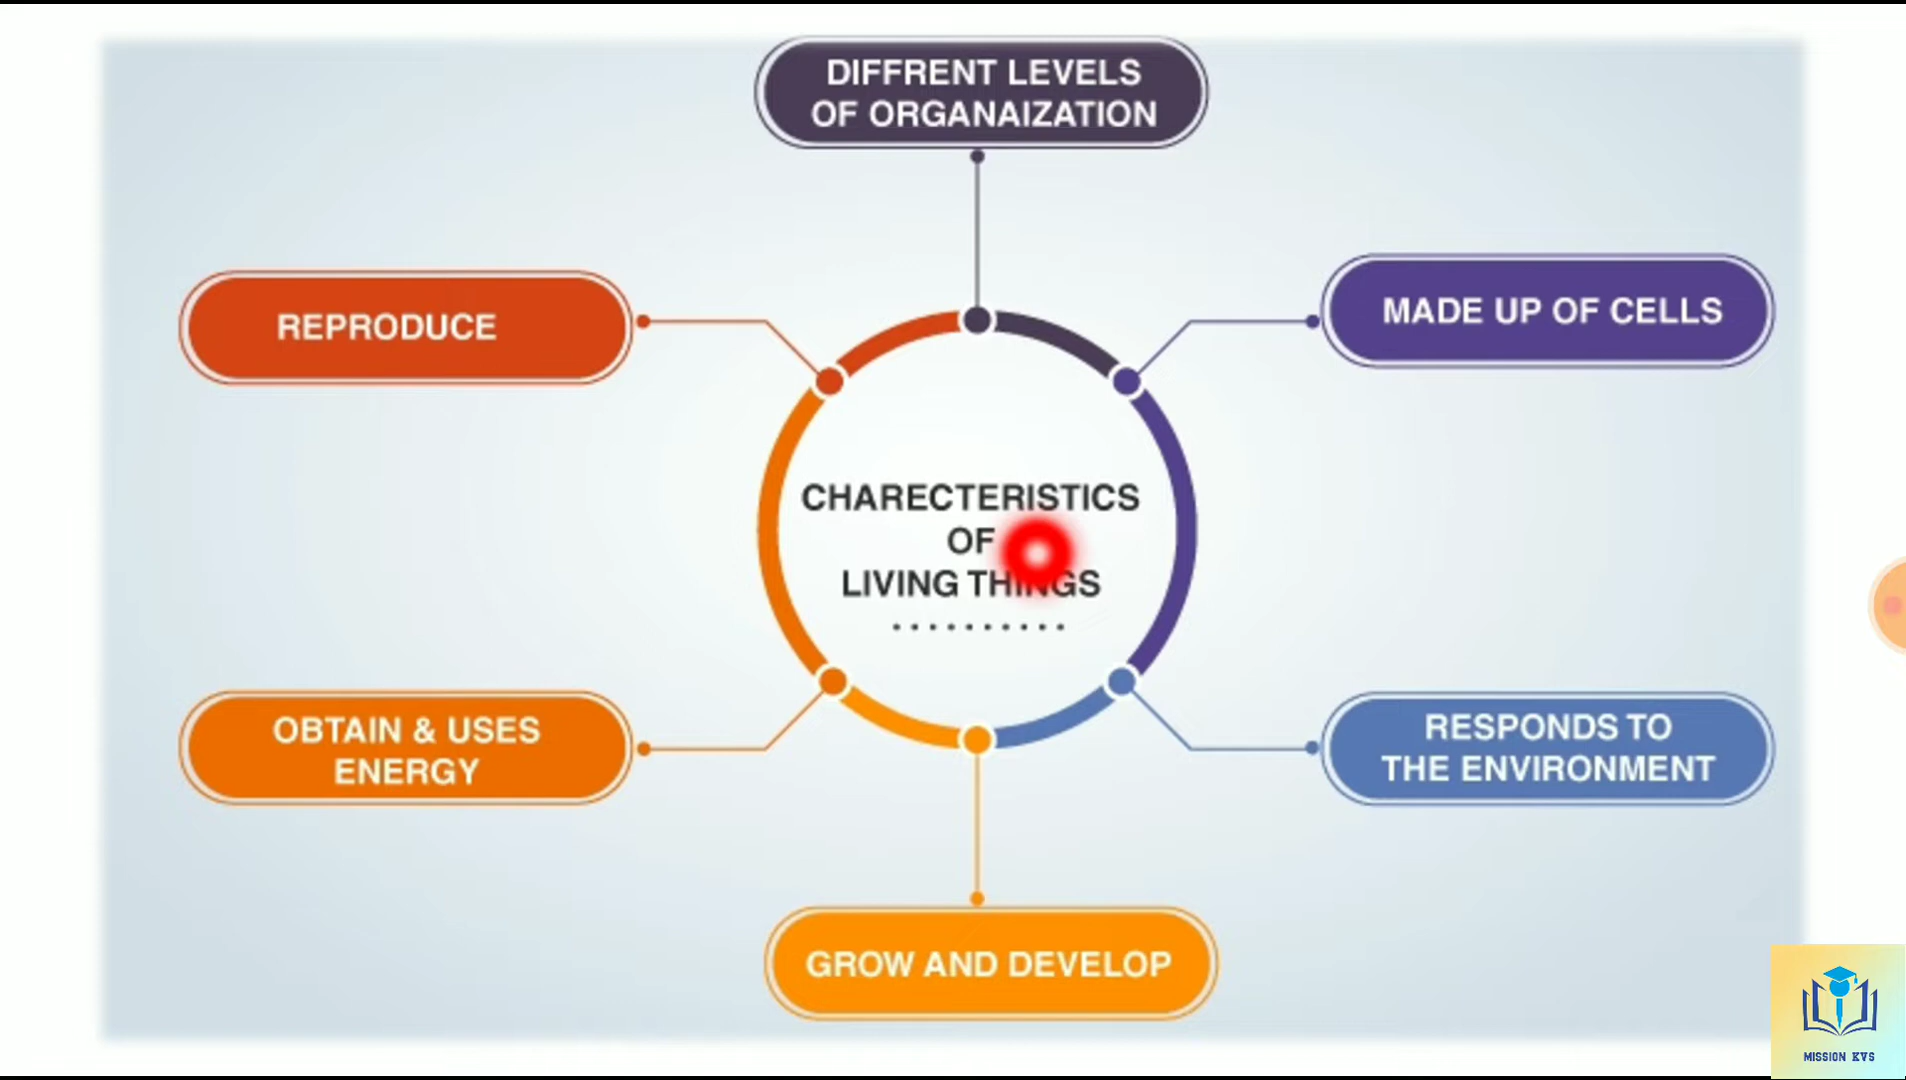 DIFFRENT LEVELS
OF ORGANAIZATION
REPRODUCE
MADE UP OF CELLS
CHARECTERISTICS
OF
LIVING THINGS
OBTAIN & USES
ENERGY
RESPONDS TO
THE ENVIRONMENT
GROW AND DEVELOP
MISSION KVS